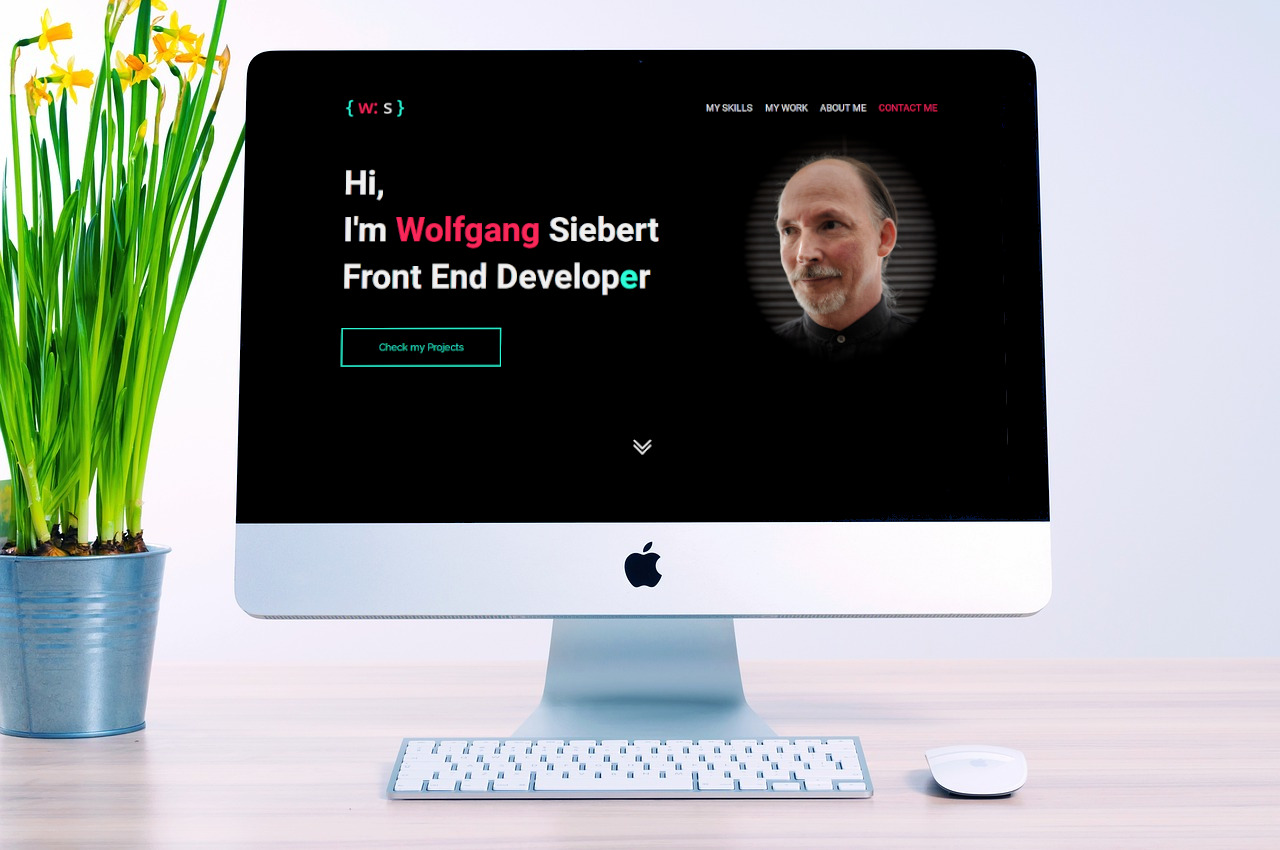 { w: s }
MY SKILLS MY WORK ABOUT ME CONTACT ME
Hi,
I'm Wolfgang Siebert
Front End Developer
Check my Projects